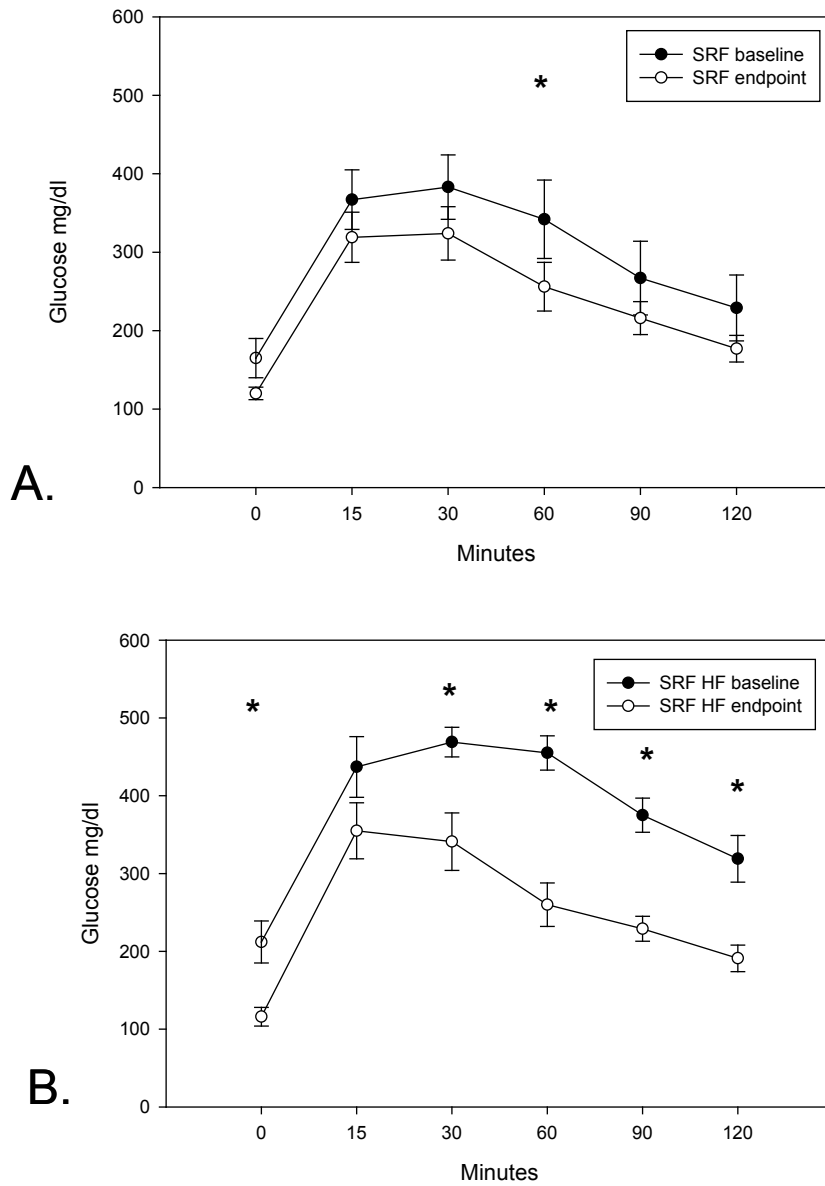 600
500
400
300
200
100
0
Glucose mg/dl
SRF baseline
SRF endpoint
*
A.
0 15 30 60 90 120
Minutes
600
500
400
300
200
100
0
Glucose mg/dl
SRF HF baseline
SRF HF endpoint
* * * * *
B.
0 15 30 60 90 120
Minutes